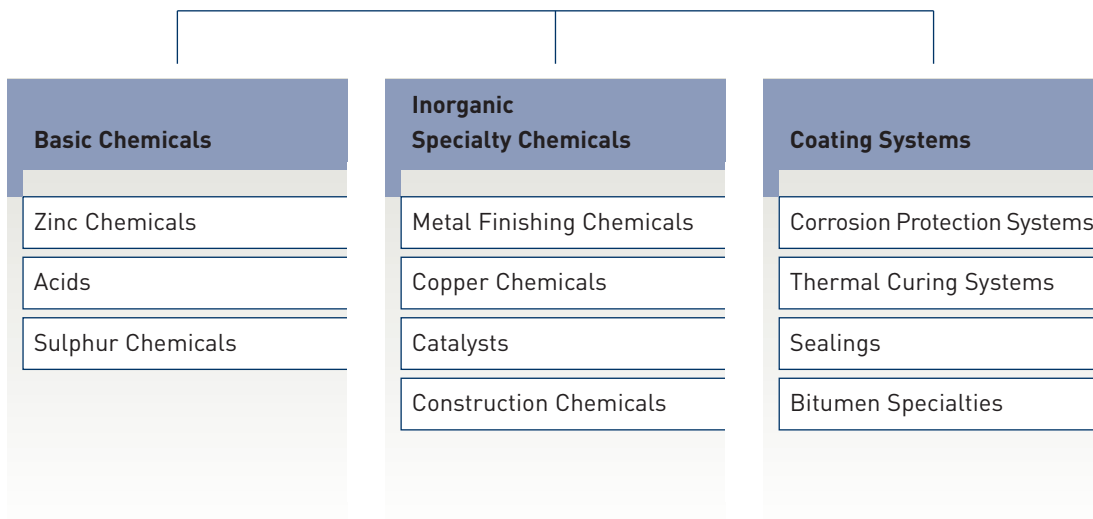 Basic Chemicals
Zinc Chemicals
Acids
Sulphur Chemicals
Inorganic
Specialty Chemicals
Metal Finishing Chemicals
Copper Chemicals
Catalysts
Construction Chemicals
Coating Systems
Corrosion Protection Systems
Thermal Curing Systems
Sealings
Bitumen Specialties